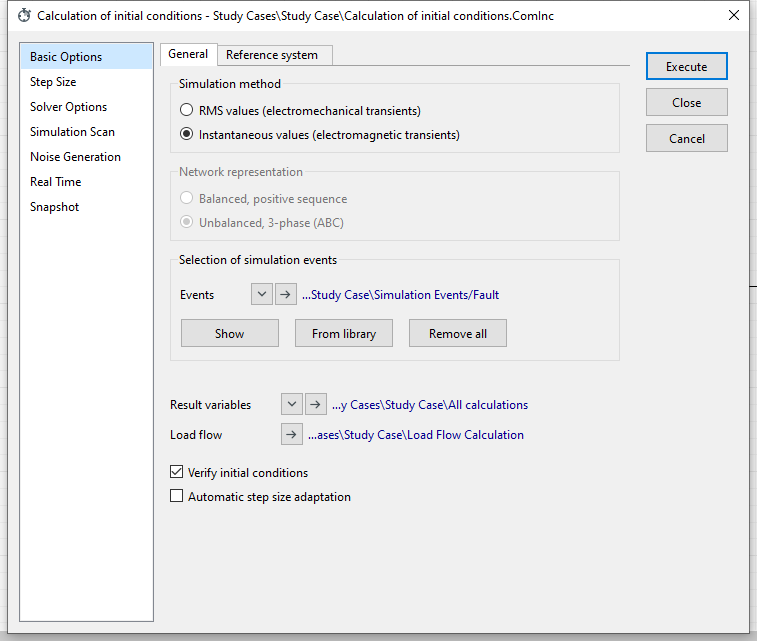 Calculation of initial conditions - Study Cases\Study Case\Calculation of initial conditions.ComInc
Basic Options
Step Size
Solver Options
Simulation Scan
Noise Generation
Real Time
Snapshot
General
Reference system
Simulation method
RMS values (electromechanical transients)
Instantaneous values (electromagnetic transients)
Network representation
Balanced, positive sequence
Unbalanced, 3-phase (ABC)
Selection of simulation events
Events ...Study Case\Simulation Events/Fault
Show From library Remove all
Result variables ...y Cases\Study Case\All calculations
Load flow ...ases\Study Case\Load Flow Calculation
Verify initial conditions
Automatic step size adaptation
Execute
Close
Cancel